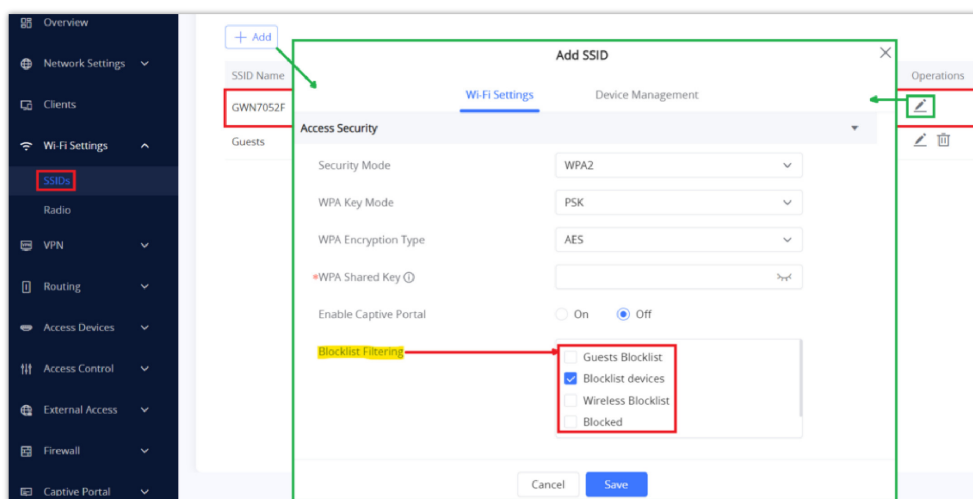 Overview
Network Settings
Clients
Wi-Fi Settings
SSIDs
Radio
VPN
Routing
Access Devices
Access Control
External Access
Firewall
Captive Portal
+ Add
SSID Name
GWN7052F
Guests
Operations
Add SSID
Wi-Fi Settings Device Management
Access Security
Security Mode WPA2
WPA Key Mode PSK
WPA Encryption Type AES
*WPA Shared Key
Enable Captive Portal On Off
Blocklist Filtering
Guests Blocklist
Blocklist devices
Wireless Blocklist
Blocked
Cancel Save